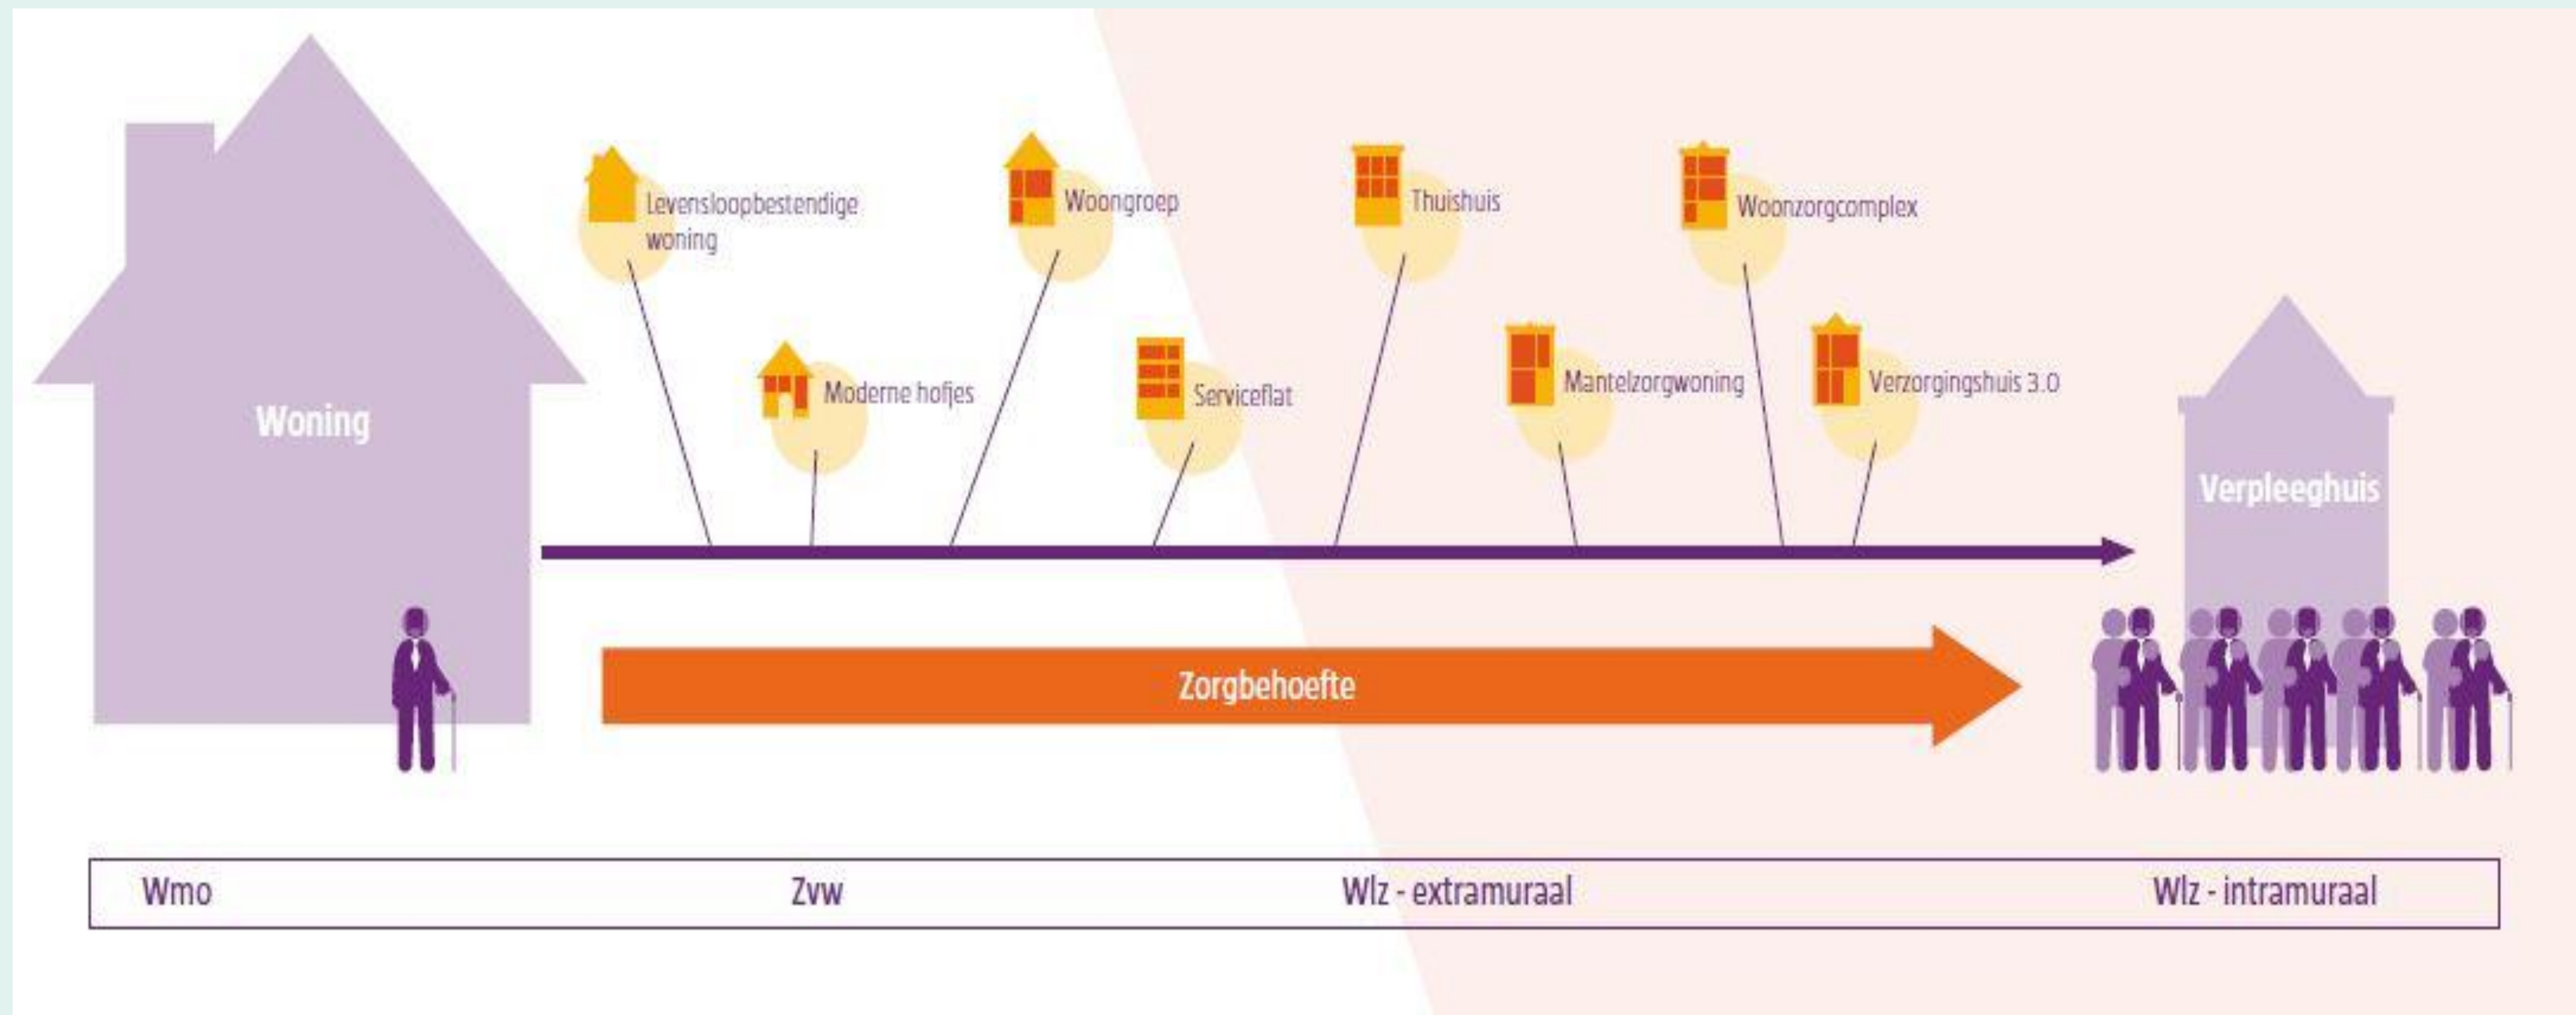 Levensloopbestendige
woning
Woongroep
Thuishuis
Woonzorgcomplex
Moderne hofjes
Serviceflat
Mantelzorgwoning
Verzorgingshuis 3.0
Woning
Verpleeghuis
Zorgbehoefte
Wmo
Zvw
Wlz - extramuraal
Wlz - intramuraal